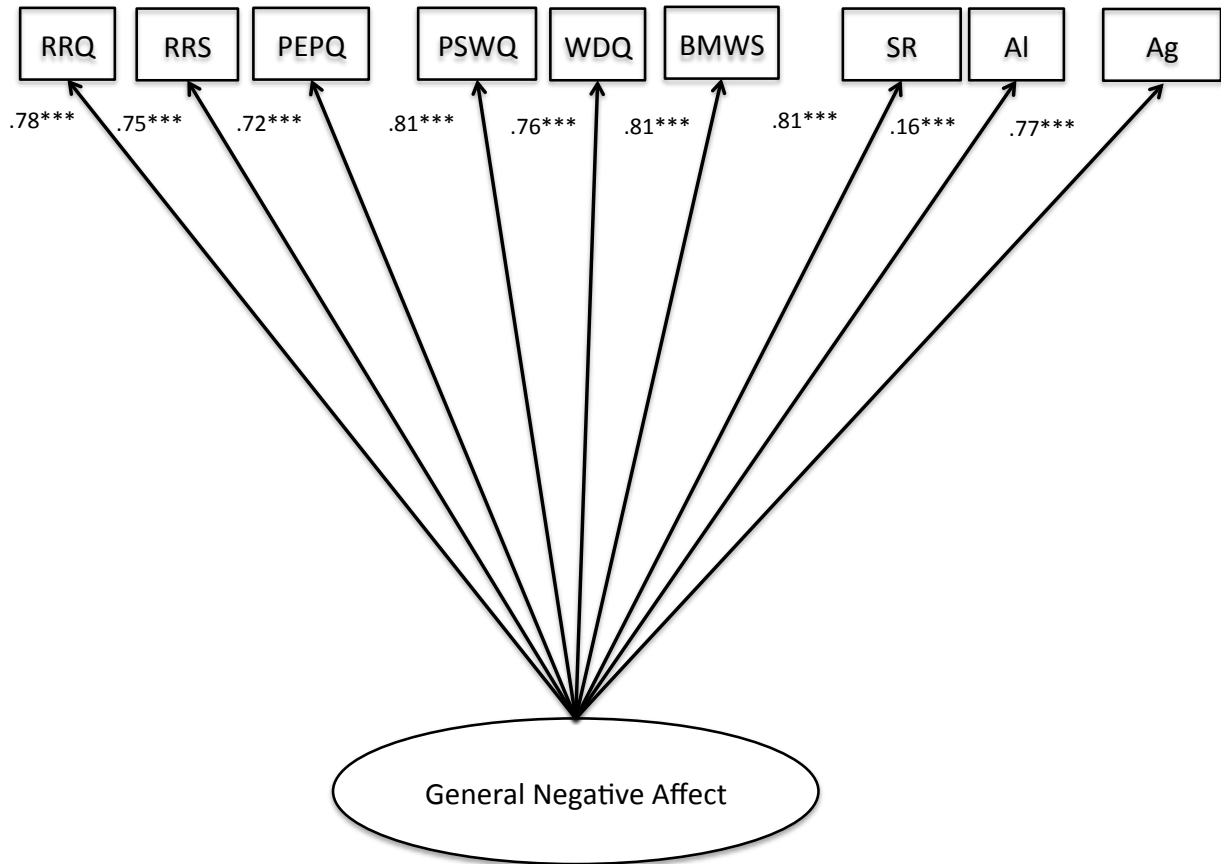 RRQ RRS PEPQ PSWQ WDQ BMWS SR Al Ag
.78*** .75*** .72*** .81*** .76*** .81*** .81*** .16*** .77***
General Negative Affect